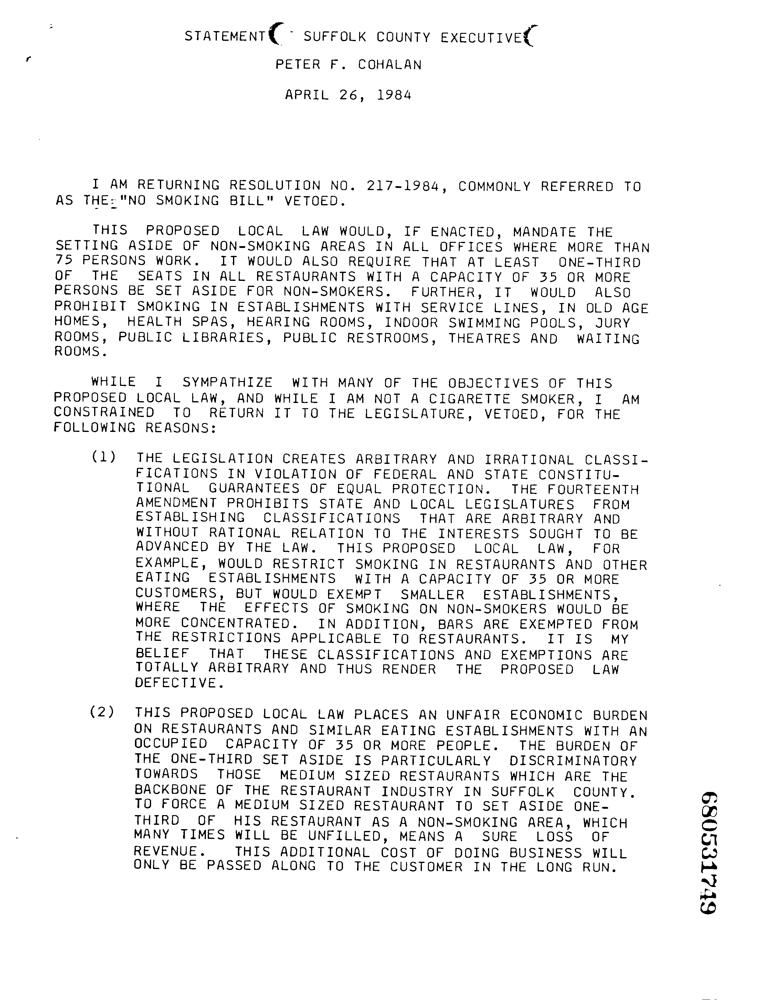 STATEMENT SUFFOLK COUNTY EXECUTIVE
PETER F. COHALAN
APRIL 26, 1984
I AM RETURNING RESOLUTION NO. 217-1984, COMMONLY REFERRED TO
AS THE "NO SMOKING BILL" VETOED.
THIS PROPOSED LOCAL LAW WOULD, IF ENACTED, MANDATE THE
SETTING ASIDE OF NON-SMOKING AREAS IN ALL OFFICES WHERE MORE THAN
75 PERSONS WORK. IT WOULD ALSO REQUIRE THAT AT LEAST ONE-THIRD
OF THE SEATS IN ALL RESTAURANTS WITH A CAPACITY OF 35 OR MORE
PERSONS BE SET ASIDE FOR NON-SMOKERS. FURTHER, IT WOULD ALSO
PROHIBIT SMOKING IN ESTABLISHMENTS WITH SERVICE LINES, IN OLD AGE
HOMES, HEALTH SPAS, HEARING ROOMS, INDOOR SWIMMING POOLS, JURY
ROOMS, PUBLIC LIBRARIES, PUBLIC RESTROOMS, THEATRES AND WAITING
ROOMS.
WHILE I SYMPATHIZE WITH MANY OF THE OBJECTIVES OF THIS
PROPOSED LOCAL LAW, AND WHILE I AM NOT A CIGARETTE SMOKER, I AM
CONSTRAINED TO RETURN IT TO THE LEGISLATURE, VETOED, FOR THE
FOLLOWING REASONS:
(1) THE LEGISLATION CREATES ARBITRARY AND IRRATIONAL CLASSI-
FICATIONS IN VIOLATION OF FEDERAL AND STATE CONSTITU-
TIONAL GUARANTEES OF EQUAL PROTECTION. THE FOURTEENTH
AMENDMENT PROHIBITS STATE AND LOCAL LEGISLATURES FROM
ESTABLISHING CLASSIFICATIONS THAT ARE ARBITRARY AND
WITHOUT RATIONAL RELATION TO THE INTERESTS SOUGHT TO BE
ADVANCED BY THE LAW. THIS PROPOSED LOCAL LAW, FOR
EXAMPLE, WOULD RESTRICT SMOKING IN RESTAURANTS AND OTHER
EATING ESTABLISHMENTS WITH A CAPACITY OF 35 OR MORE
CUSTOMERS, BUT WOULD EXEMPT SMALLER ESTABLISHMENTS,
WHERE THE EFFECTS OF SMOKING ON NON-SMOKERS WOULD BE
MORE CONCENTRATED. IN ADDITION, BARS ARE EXEMPTED FROM
THE RESTRICTIONS APPLICABLE TO RESTAURANTS. IT IS MY
BELIEF THAT THESE CLASSIFICATIONS AND EXEMPTIONS ARE
TOTALLY ARBITRARY AND THUS RENDER THE PROPOSED LAW
DEFECTIVE.
(2) THIS PROPOSED LOCAL LAW PLACES AN UNFAIR ECONOMIC BURDEN
ON RESTAURANTS AND SIMILAR EATING ESTABLISHMENTS WITH AN
OCCUPIED CAPACITY OF 35 OR MORE PEOPLE. THE BURDEN OF
THE ONE-THIRD SET ASIDE IS PARTICULARLY DISCRIMINATORY
TOWARDS THOSE MEDIUM SIZED RESTAURANTS WHICH ARE THE
BACKBONE OF THE RESTAURANT INDUSTRY IN SUFFOLK COUNTY.
TO FORCE A MEDIUM SIZED RESTAURANT TO SET ASIDE ONE-
THIRD OF HIS RESTAURANT AS A NON-SMOKING AREA, WHICH
MANY TIMES WILL BE UNFILLED, MEANS A SURE LOSS OF
REVENUE. THIS ADDITIONAL COST OF DOING BUSINESS WILL
ONLY BE PASSED ALONG TO THE CUSTOMER IN THE LONG RUN.
680531749